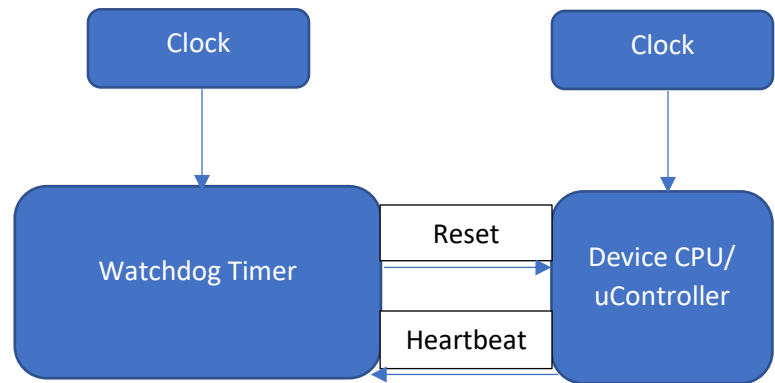 Clock
Clock
Watchdog Timer
Reset
Heartbeat
Device CPU/
uController